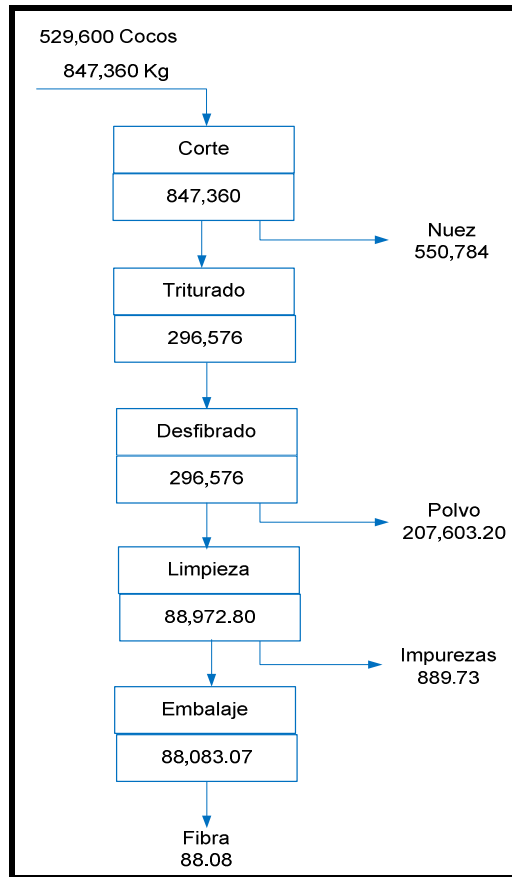 529,600 Cocos
847,360 Kg
Corte
847,360
Nuez
550,784
Triturado
296,576
Desfibrado
296,576
Polvo
207,603.20
Limpieza
88,972.80
Impurezas
889.73
Embalaje
88,083.07
Fibra
88.08